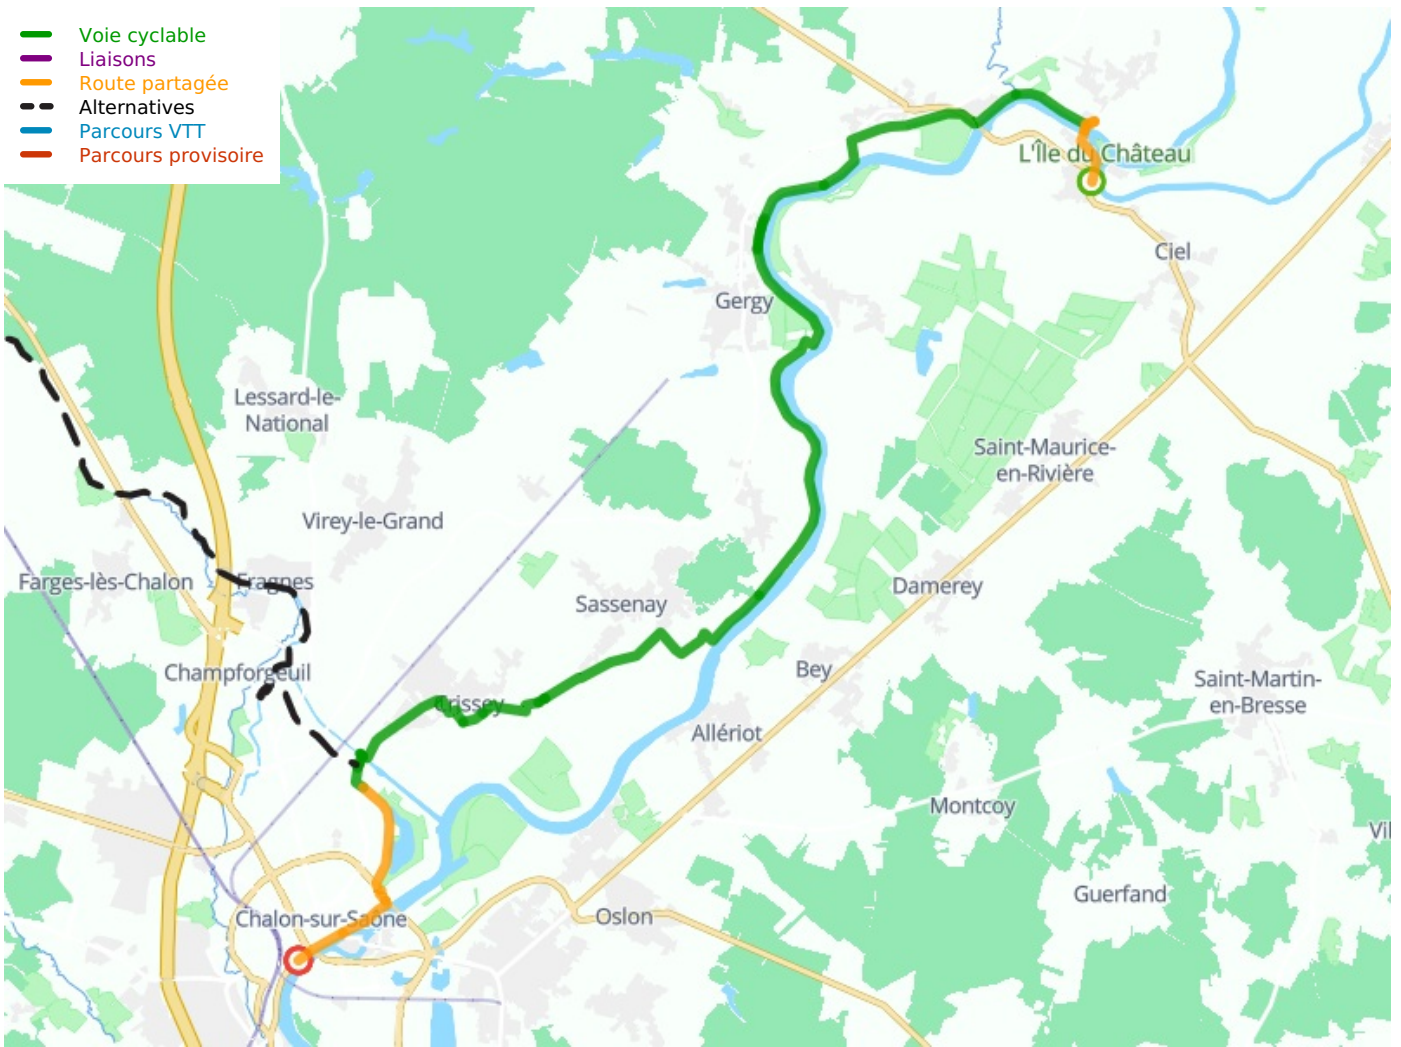 Voie cyclable
Liaisons
Route partagée
Alternatives
Parcours VTT
Parcours provisoire
L'Île du Château
Ciel
Gergy
Lessard-le-
National
Saint-Maurice-
en-Rivière
Virey-le-Grand
Farges-lès-Chalon
Fragnes
Damerey
Sassenay
Champforgeuil
Bey
Saint-Martin-
en-Bresse
Crissey
Allériot
Montcoy
Vil
Guerfand
Chalon-sur-Saône
Oslon